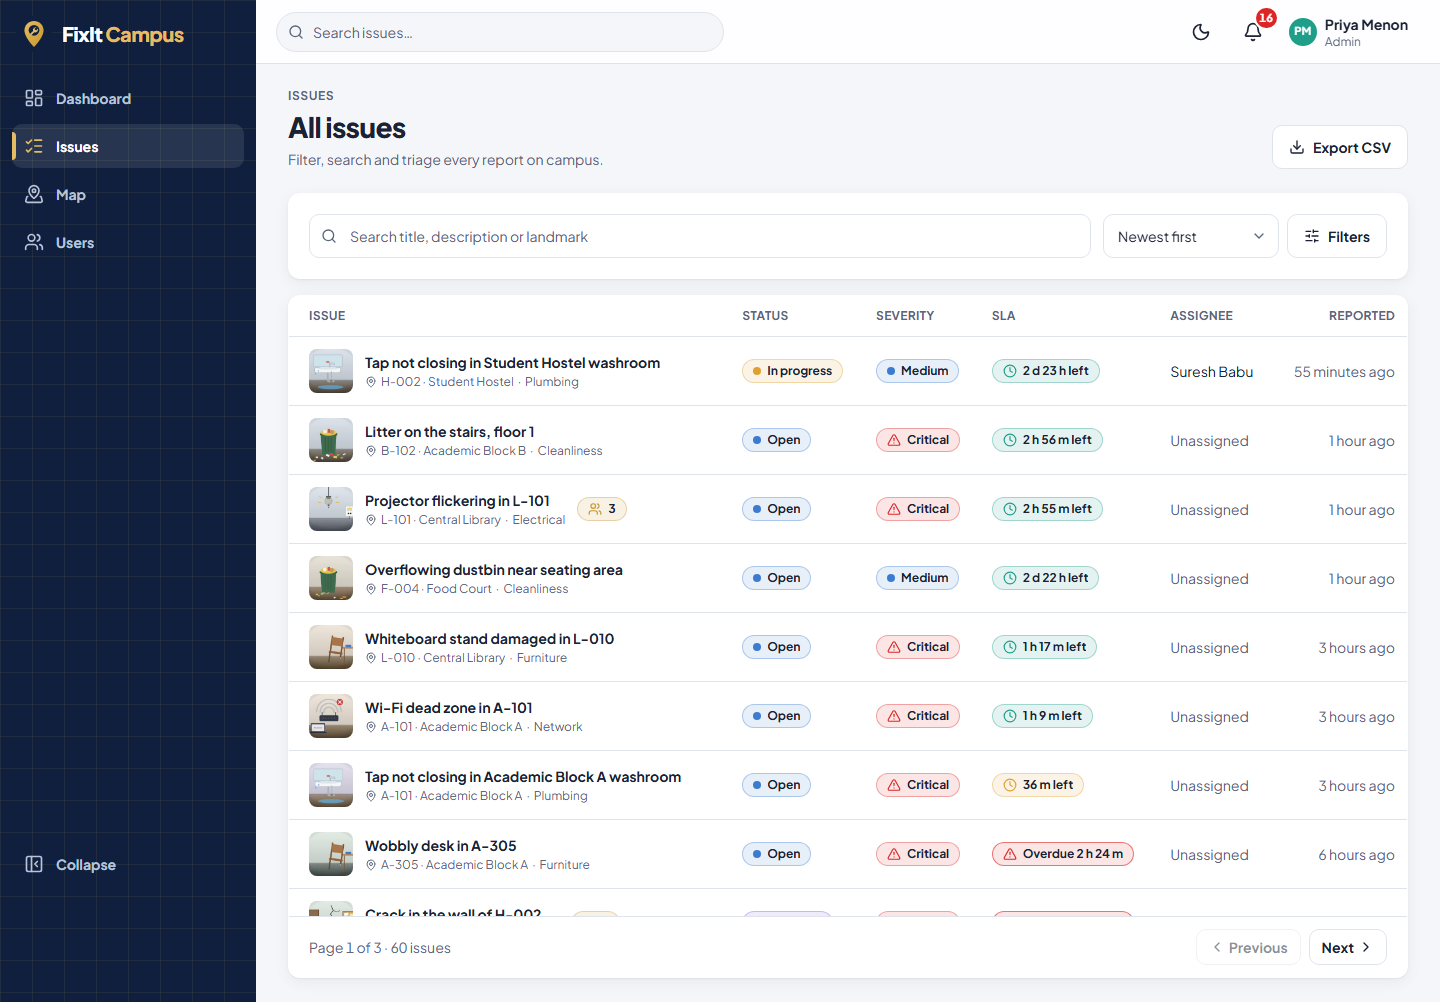 FixIt Campus
Dashboard
Issues
Map
Users
Collapse
Search issues...
16
PM
Priya Menon
Admin
ISSUES
All issues
Filter, search and triage every report on campus.
Export CSV
Search title, description or landmark
Newest first
Filters
ISSUE STATUS SEVERITY SLA ASSIGNEE REPORTED
Tap not closing in Student Hostel washroom
H-002 · Student Hostel · Plumbing
In progress Medium 2 d 23 h left Suresh Babu 55 minutes ago
Litter on the stairs, floor 1
B-102 · Academic Block B · Cleanliness
Open Critical 2 h 56 m left Unassigned 1 hour ago
Projector flickering in L-101
L-101 · Central Library · Electrical
3
Open Critical 2 h 55 m left Unassigned 1 hour ago
Overflowing dustbin near seating area
F-004 · Food Court · Cleanliness
Open Medium 2 d 22 h left Unassigned 1 hour ago
Whiteboard stand damaged in L-010
L-010 · Central Library · Furniture
Open Critical 1 h 17 m left Unassigned 3 hours ago
Wi-Fi dead zone in A-101
A-101 · Academic Block A · Network
Open Critical 1 h 9 m left Unassigned 3 hours ago
Tap not closing in Academic Block A washroom
A-101 · Academic Block A · Plumbing
Open Critical 36 m left Unassigned 3 hours ago
Wobbly desk in A-305
A-305 · Academic Block A · Furniture
Open Critical Overdue 2 h 24 m Unassigned 6 hours ago
Crack in the wall of H-002
Page 1 of 3 · 60 issues
Previous
Next